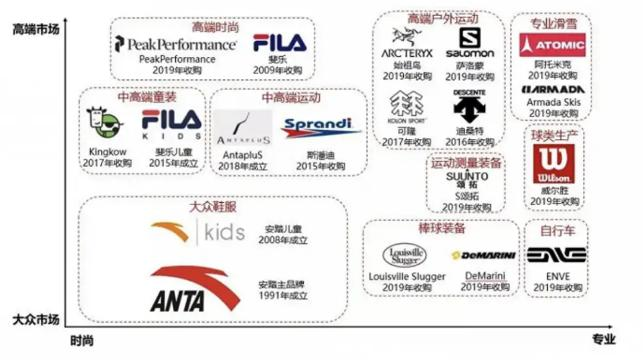 高端市场
高端时尚
PeakPerformance
PeakPerformance
2019年收购
FILA
斐乐
2009年收购
高端户外运动
ARC'TERYX
始祖鸟
2019年收购
SALOMON
萨洛蒙
2019年收购
KOLON SPORT
可隆
2017年收购
DESCENTE
迪桑特
2016年收购
专业滑雪
ATOMIC
阿托米克
2019年收购
ARMADA
Armada Skis
2019年收购
中高端童装
Kingkow
2017年收购
FILA
KIDS
斐乐儿童
2015年收购
中高端运动
ANTAPLUS
AntapluS
2018年成立
Sprandi
斯潘迪
2015年收购
运动测量装备
SUUNTO
颂拓
S颂拓
2019年收购
球类生产
Wilson
威尔胜
2019年收购
大众鞋服
kids
安踏儿童
2008年成立
ANTA
安踏主品牌
1991年成立
棒球装备
Louisville
Slugger
Louisville Slugger
2019年收购
DEMARINI
DeMarini
2019年收购
自行车
ENVE
ENVE
2019年收购
大众市场
时尚
专业